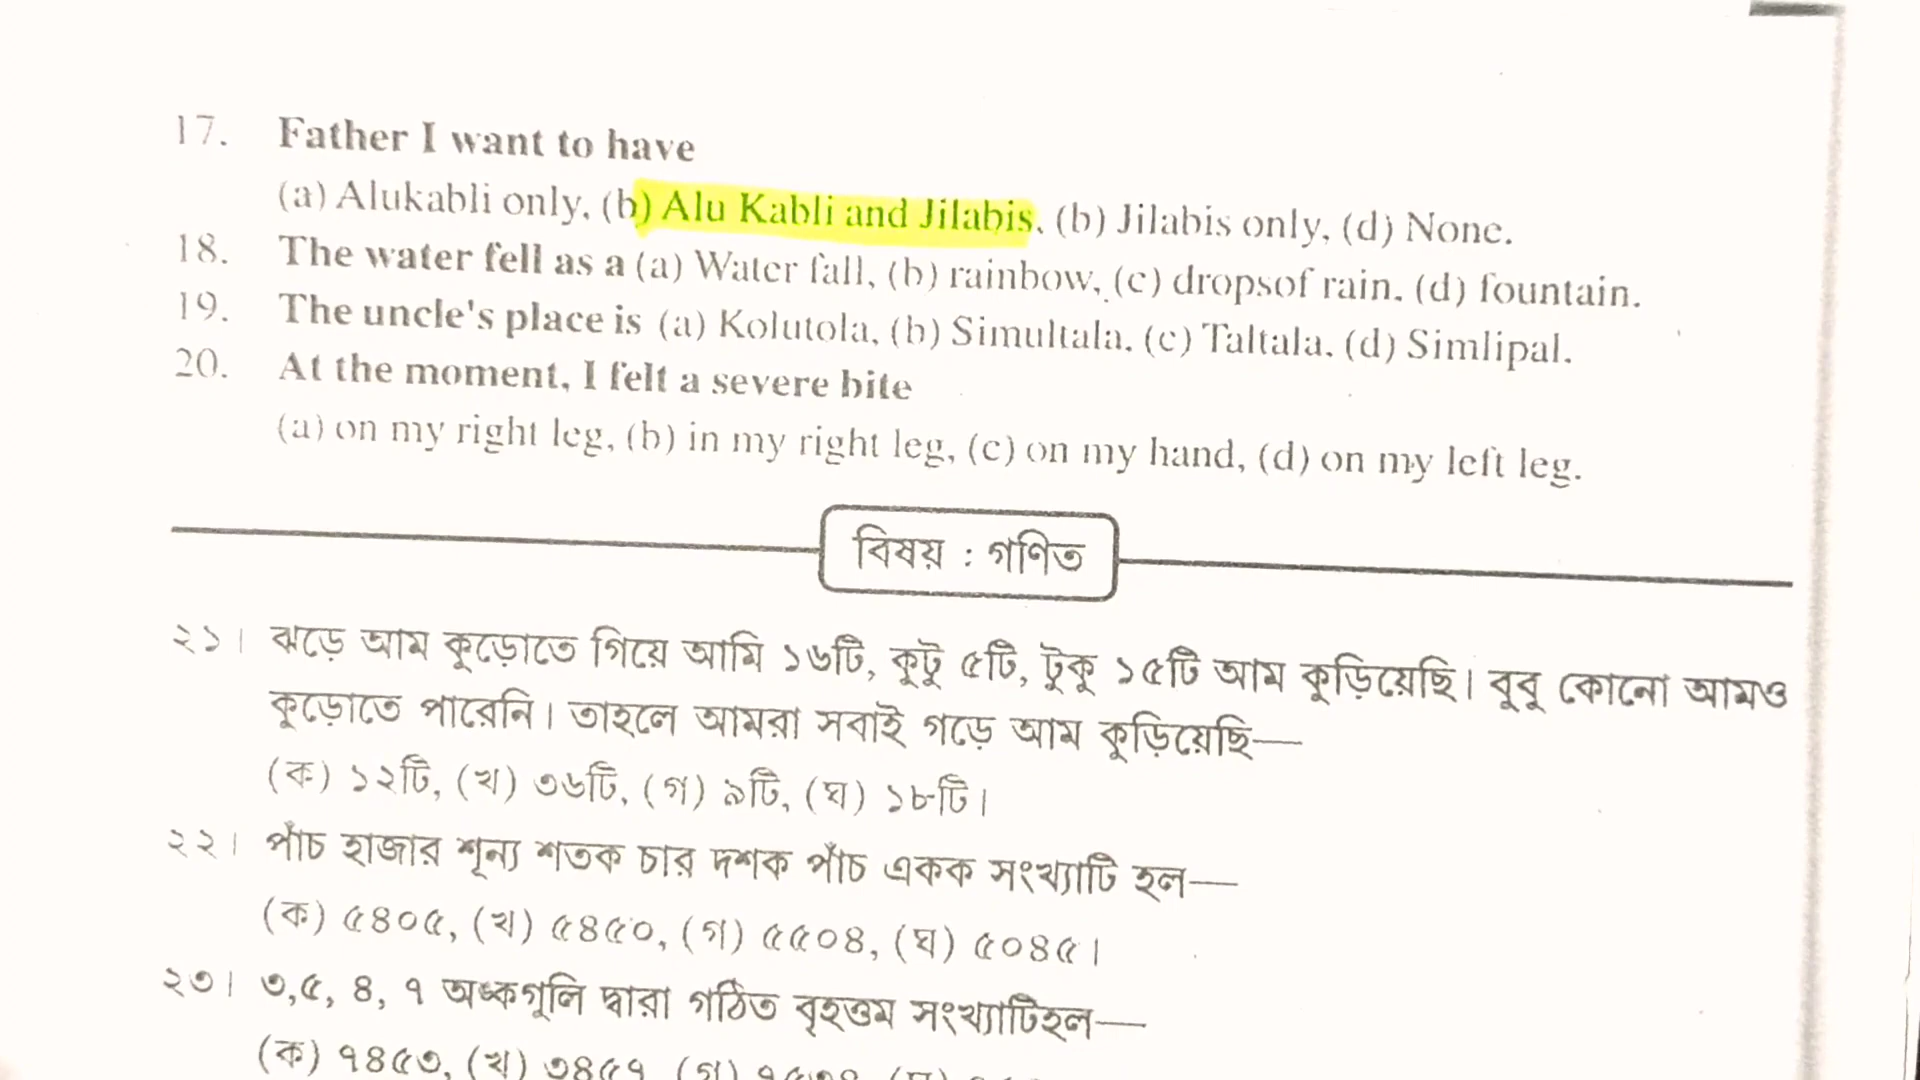 17. Father I want to have
(a) Alukabli only, (b) Alu Kabli and Jilabis, (b) Jilabis only, (d) None.
18. The water fell as a (a) Water fall, (b) rainbow, (c) dropsof rain. (d) fountain.
19. The uncle's place is (a) Kolutola, (b) Simultala. (c) Taltala. (d) Simlipal.
20. At the moment, I felt a severe bite
(a) on my right leg, (b) in my right leg, (c) on my hand, (d) on my left leg.
বিষয় : গণিত
২১। ঝড়ে আম কুড়োতে গিয়ে আমি ১৬টি, কুটু ৫টি, টুকু ১৫টি আম কুড়িয়েছি। বুবু কোনো আমও
কুড়োতে পারেনি। তাহলে আমরা সবাই গড়ে আম কুড়িয়েছি—
(ক) ১২টি, (খ) ৩৬টি, (গ) ৯টি, (ঘ) ১৮টি।
২২। পাঁচ হাজার শূন্য শতক চার দশক পাঁচ একক সংখ্যাটি হল—
(ক) ৫৪০৫, (খ) ৫৪৫০, (গ) ৫৫০৪, (ঘ) ৫০৪৫।
২৩। ৩,৫, ৪, ৭ অঙ্কগুলি দ্বারা গঠিত বৃহত্তম সংখ্যাটিহল—
(ক) ৭৪৫৩, (খ) ৩৪৫৭, (গ)